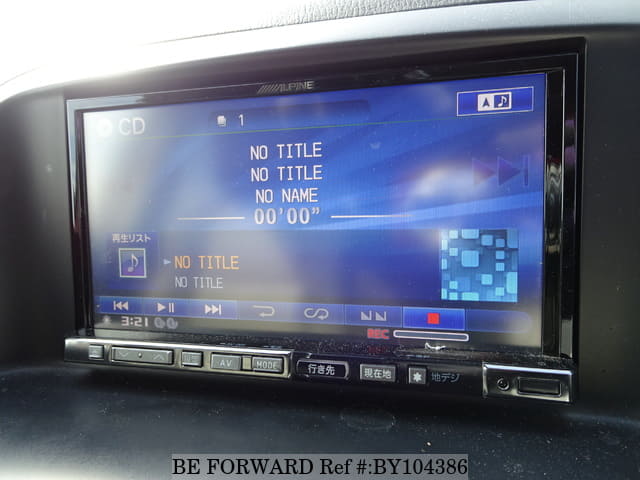 ALPINE
CD
1
NO TITLE
NO TITLE
NO NAME
00'00"
再生リスト
NO TITLE
NO TITLE
3:21
REC
AV
MODE
行き先
現在地
地デジ
BE FORWARD Ref #:BY104386